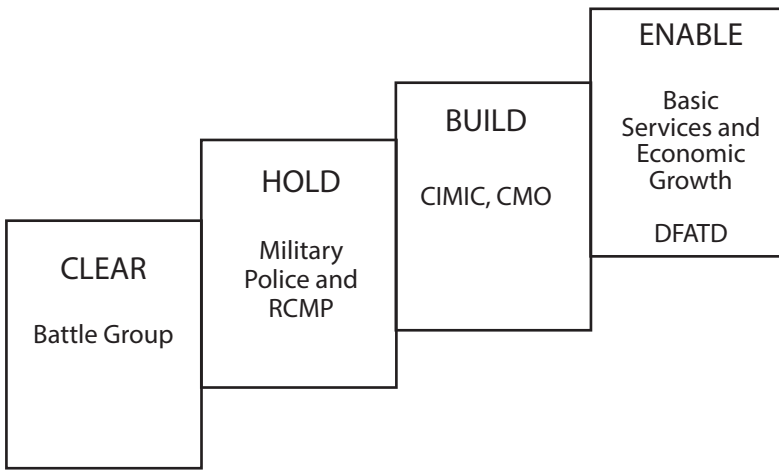 CLEAR
Battle Group
HOLD
Military
Police and
RCMP
BUILD
CIMIC, CMO
ENABLE
Basic
Services and
Economic
Growth
DFATD